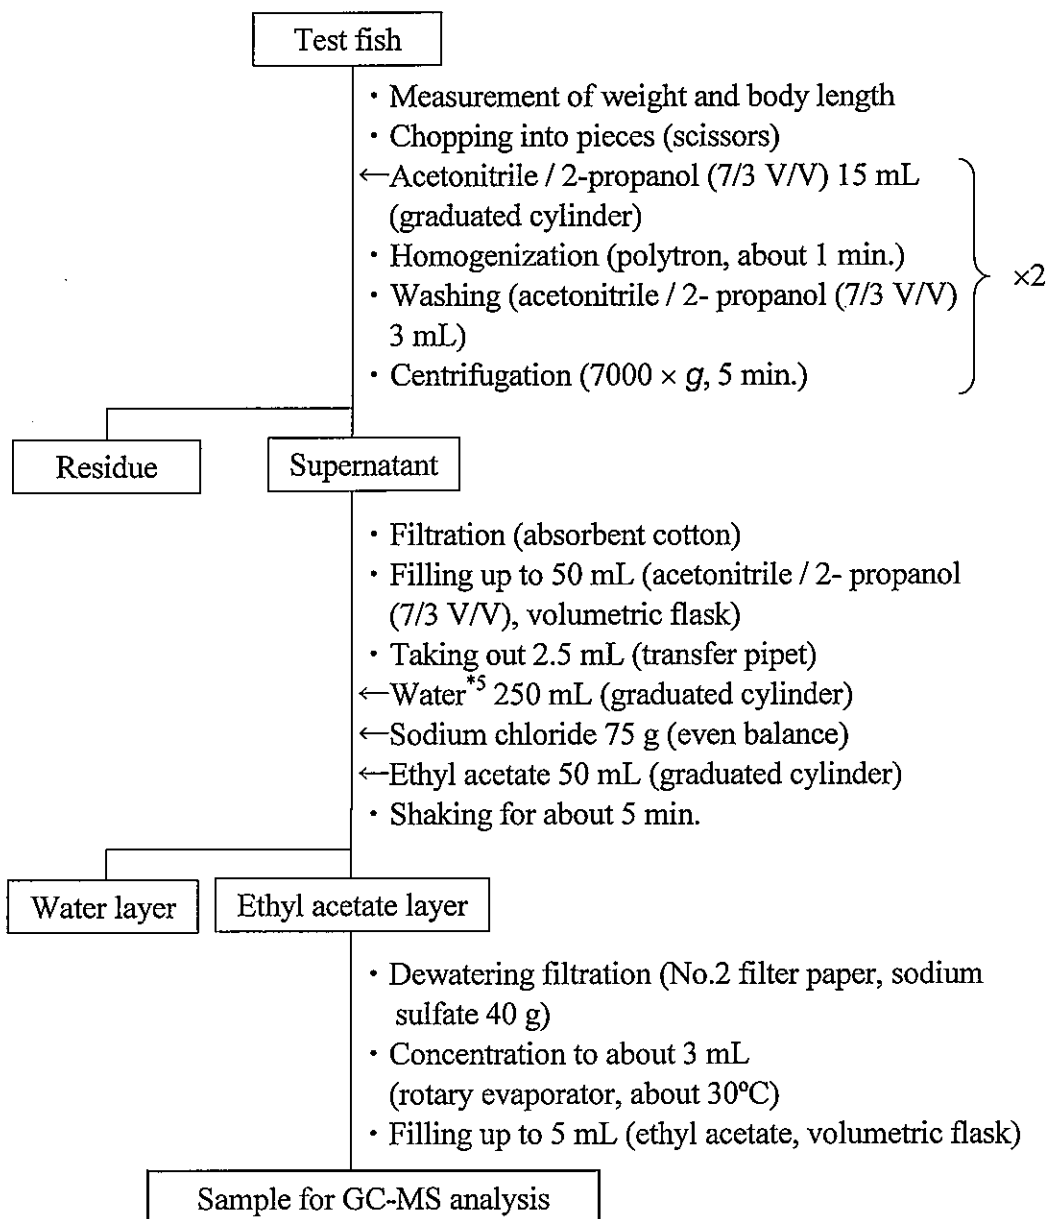 Test fish
・Measurement of weight and body length
・Chopping into pieces (scissors)
←Acetonitrile / 2-propanol (7/3 V/V) 15 mL
(graduated cylinder)
・Homogenization (polytron, about 1 min.)
・Washing (acetonitrile / 2- propanol (7/3 V/V)
3 mL)
・Centrifugation (7000 × g, 5 min.)
×2
Residue
Supernatant
・Filtration (absorbent cotton)
・Filling up to 50 mL (acetonitrile / 2- propanol
(7/3 V/V), volumetric flask)
・Taking out 2.5 mL (transfer pipet)
←Water*5 250 mL (graduated cylinder)
←Sodium chloride 75 g (even balance)
←Ethyl acetate 50 mL (graduated cylinder)
・Shaking for about 5 min.
Water layer
Ethyl acetate layer
・Dewatering filtration (No.2 filter paper, sodium
sulfate 40 g)
・Concentration to about 3 mL
(rotary evaporator, about 30ºC)
・Filling up to 5 mL (ethyl acetate, volumetric flask)
Sample for GC-MS analysis